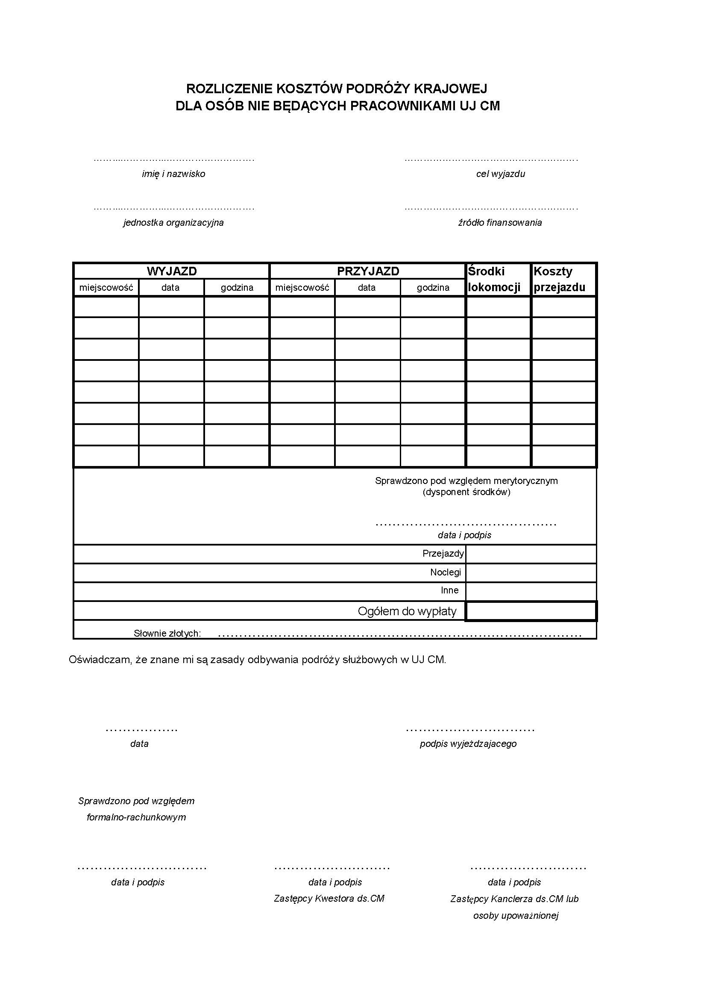 ROZLICZENIE KOSZTÓW PODRÓŻY KRAJOWEJ
DLA OSÓB NIE BĘDĄCYCH PRACOWNIKAMI UJ CM
imię i nazwisko cel wyjazdu
jednostka organizacyjna źródło finansowania
WYJAZD PRZYJAZD Środki lokomocji Koszty przejazdu
miejscowość data godzina miejscowość data godzina
Sprawdzono pod względem merytorycznym
(dysponent środków)
data i podpis
Przejazdy
Noclegi
Inne
Ogółem do wypłaty
Słownie złotych: ……………………………………………………………………
Oświadczam, że znane mi są zasady odbywania podróży służbowych w UJ CM.
data podpis wyjeżdzajacego
Sprawdzono pod względem
formalno-rachunkowym
data i podpis data i podpis data i podpis
Zastępcy Kwestora ds.CM Zastępcy Kanclerza ds.CM lub
osoby upoważnionej